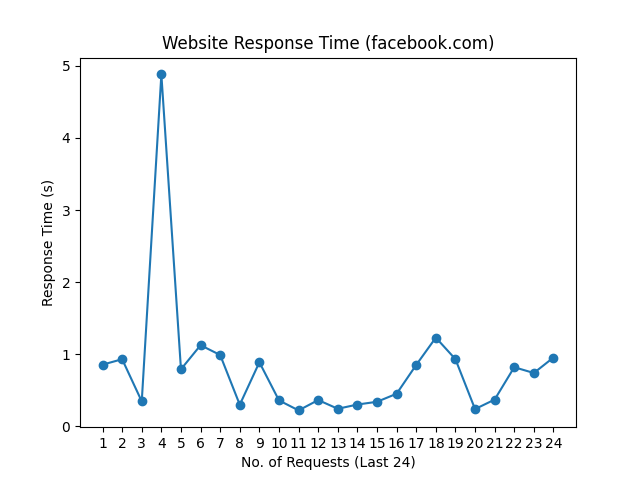 Website Response Time (facebook.com)
5
4
3
2
1
0
Response Time (s)
1 2 3 4 5 6 7 8 9 10 11 12 13 14 15 16 17 18 19 20 21 22 23 24
No. of Requests (Last 24)